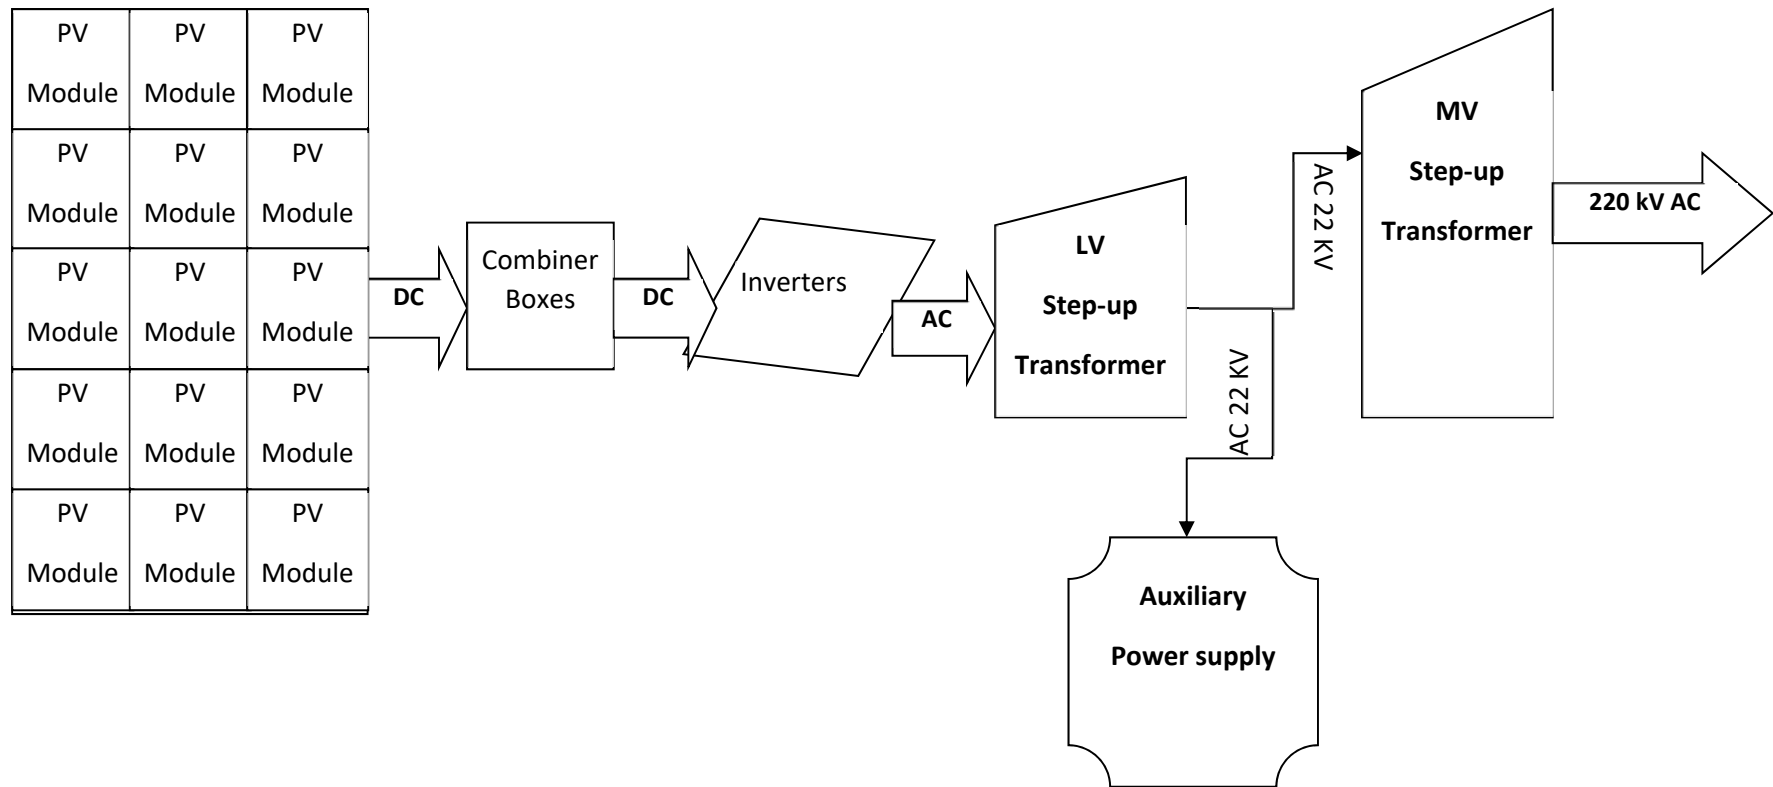 PV PV PV
Module Module Module
PV PV PV
Module Module Module
PV PV PV
Module Module Module
PV PV PV
Module Module Module
PV PV PV
Module Module Module
DC
Combiner
Boxes
DC
Inverters
AC
LV
Step-up
Transformer
AC 22 KV
AC 22 KV
MV
Step-up
Transformer
220 kV AC
Auxiliary
Power supply